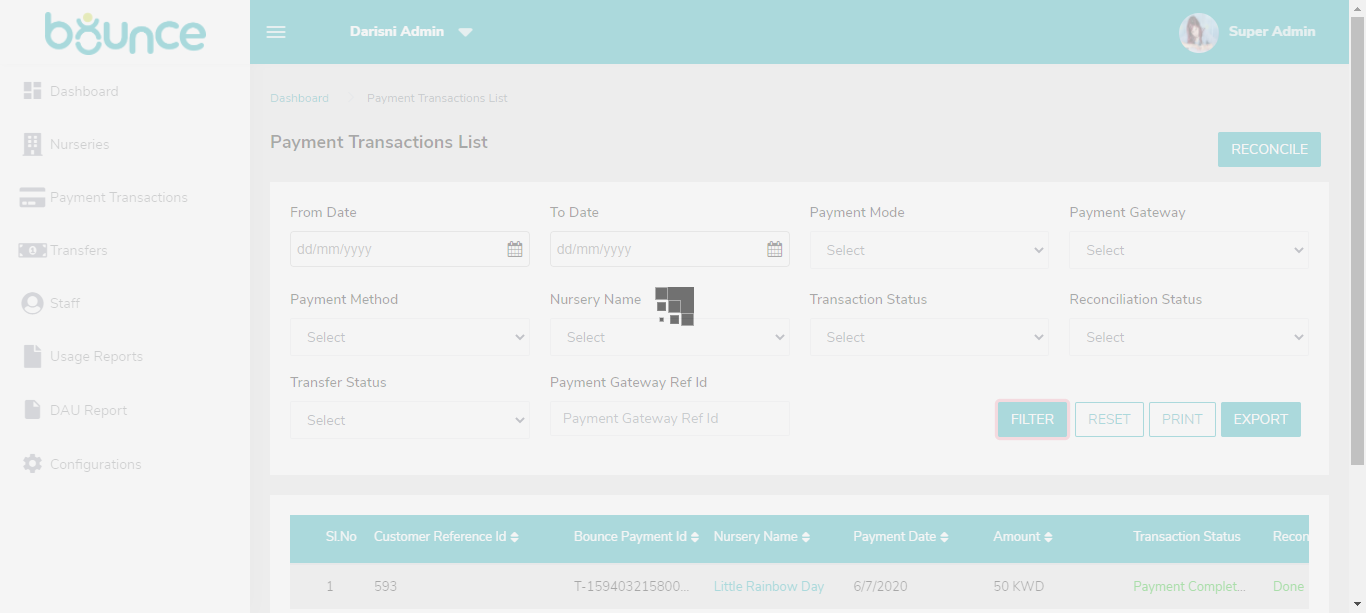 bounce
Darisni Admin
Super Admin
Dashboard
Nurseries
Payment Transactions
Transfers
Staff
Usage Reports
DAU Report
Configurations
Dashboard > Payment Transactions List
Payment Transactions List
RECONCILE
From Date To Date Payment Mode Payment Gateway
dd/mm/yyyy dd/mm/yyyy Select Select
Payment Method Nursery Name Transaction Status Reconciliation Status
Select Select Select Select
Transfer Status Payment Gateway Ref Id
Select Payment Gateway Ref Id FILTER RESET PRINT EXPORT
Sl.No Customer Reference Id Bounce Payment Id Nursery Name Payment Date Amount Transaction Status Recon
1 593 T-159403215800... Little Rainbow Day 6/7/2020 50 KWD Payment Complet... Done